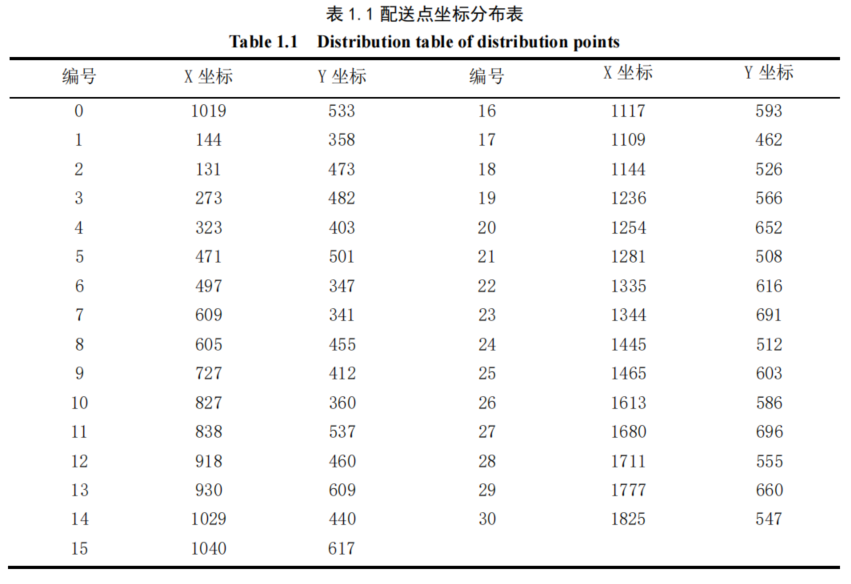 表1.1 配送点坐标分布表
Table 1.1 Distribution table of distribution points
编号 X 坐标 Y 坐标 编号 X 坐标 Y 坐标
0 1019 533 16 1117 593
1 144 358 17 1109 462
2 131 473 18 1144 526
3 273 482 19 1236 566
4 323 403 20 1254 652
5 471 501 21 1281 508
6 497 347 22 1335 616
7 609 341 23 1344 691
8 605 455 24 1445 512
9 727 412 25 1465 603
10 827 360 26 1613 586
11 838 537 27 1680 696
12 918 460 28 1711 555
13 930 609 29 1777 660
14 1029 440 30 1825 547
15 1040 617